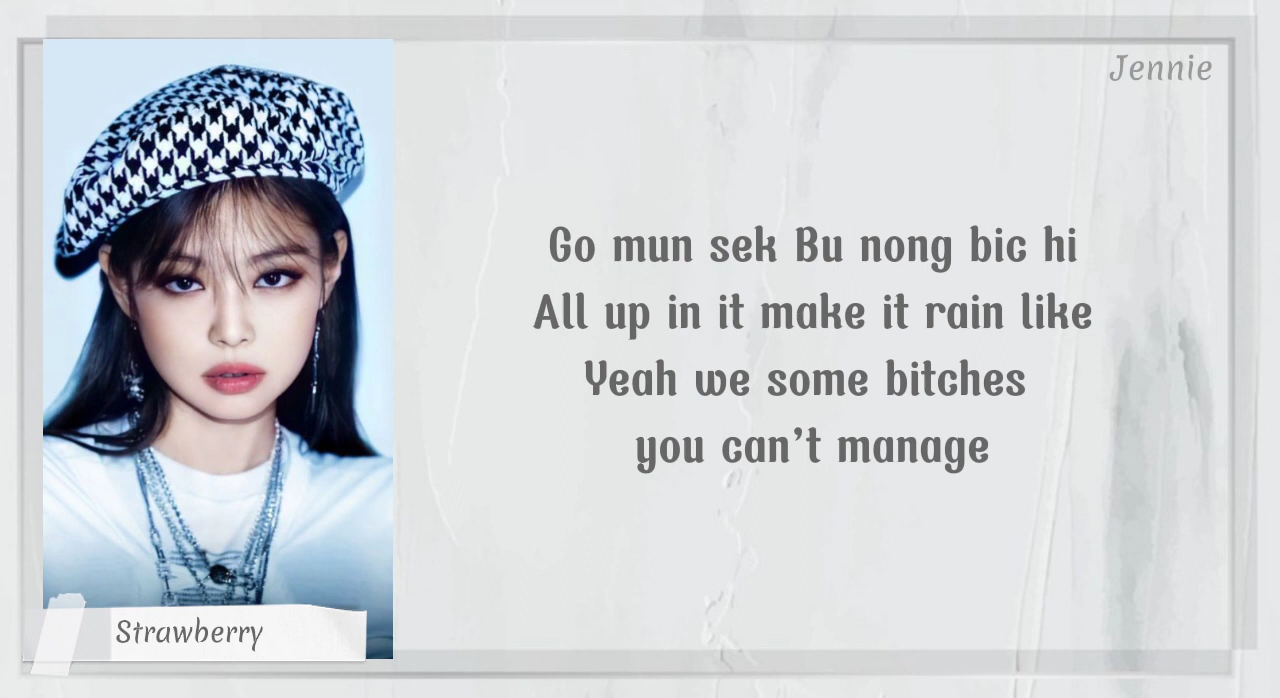 Jennie
Go mun sek Bu nong bic hi
All up in it make it rain like
Yeah we some bitches
you can't manage
Strawberry